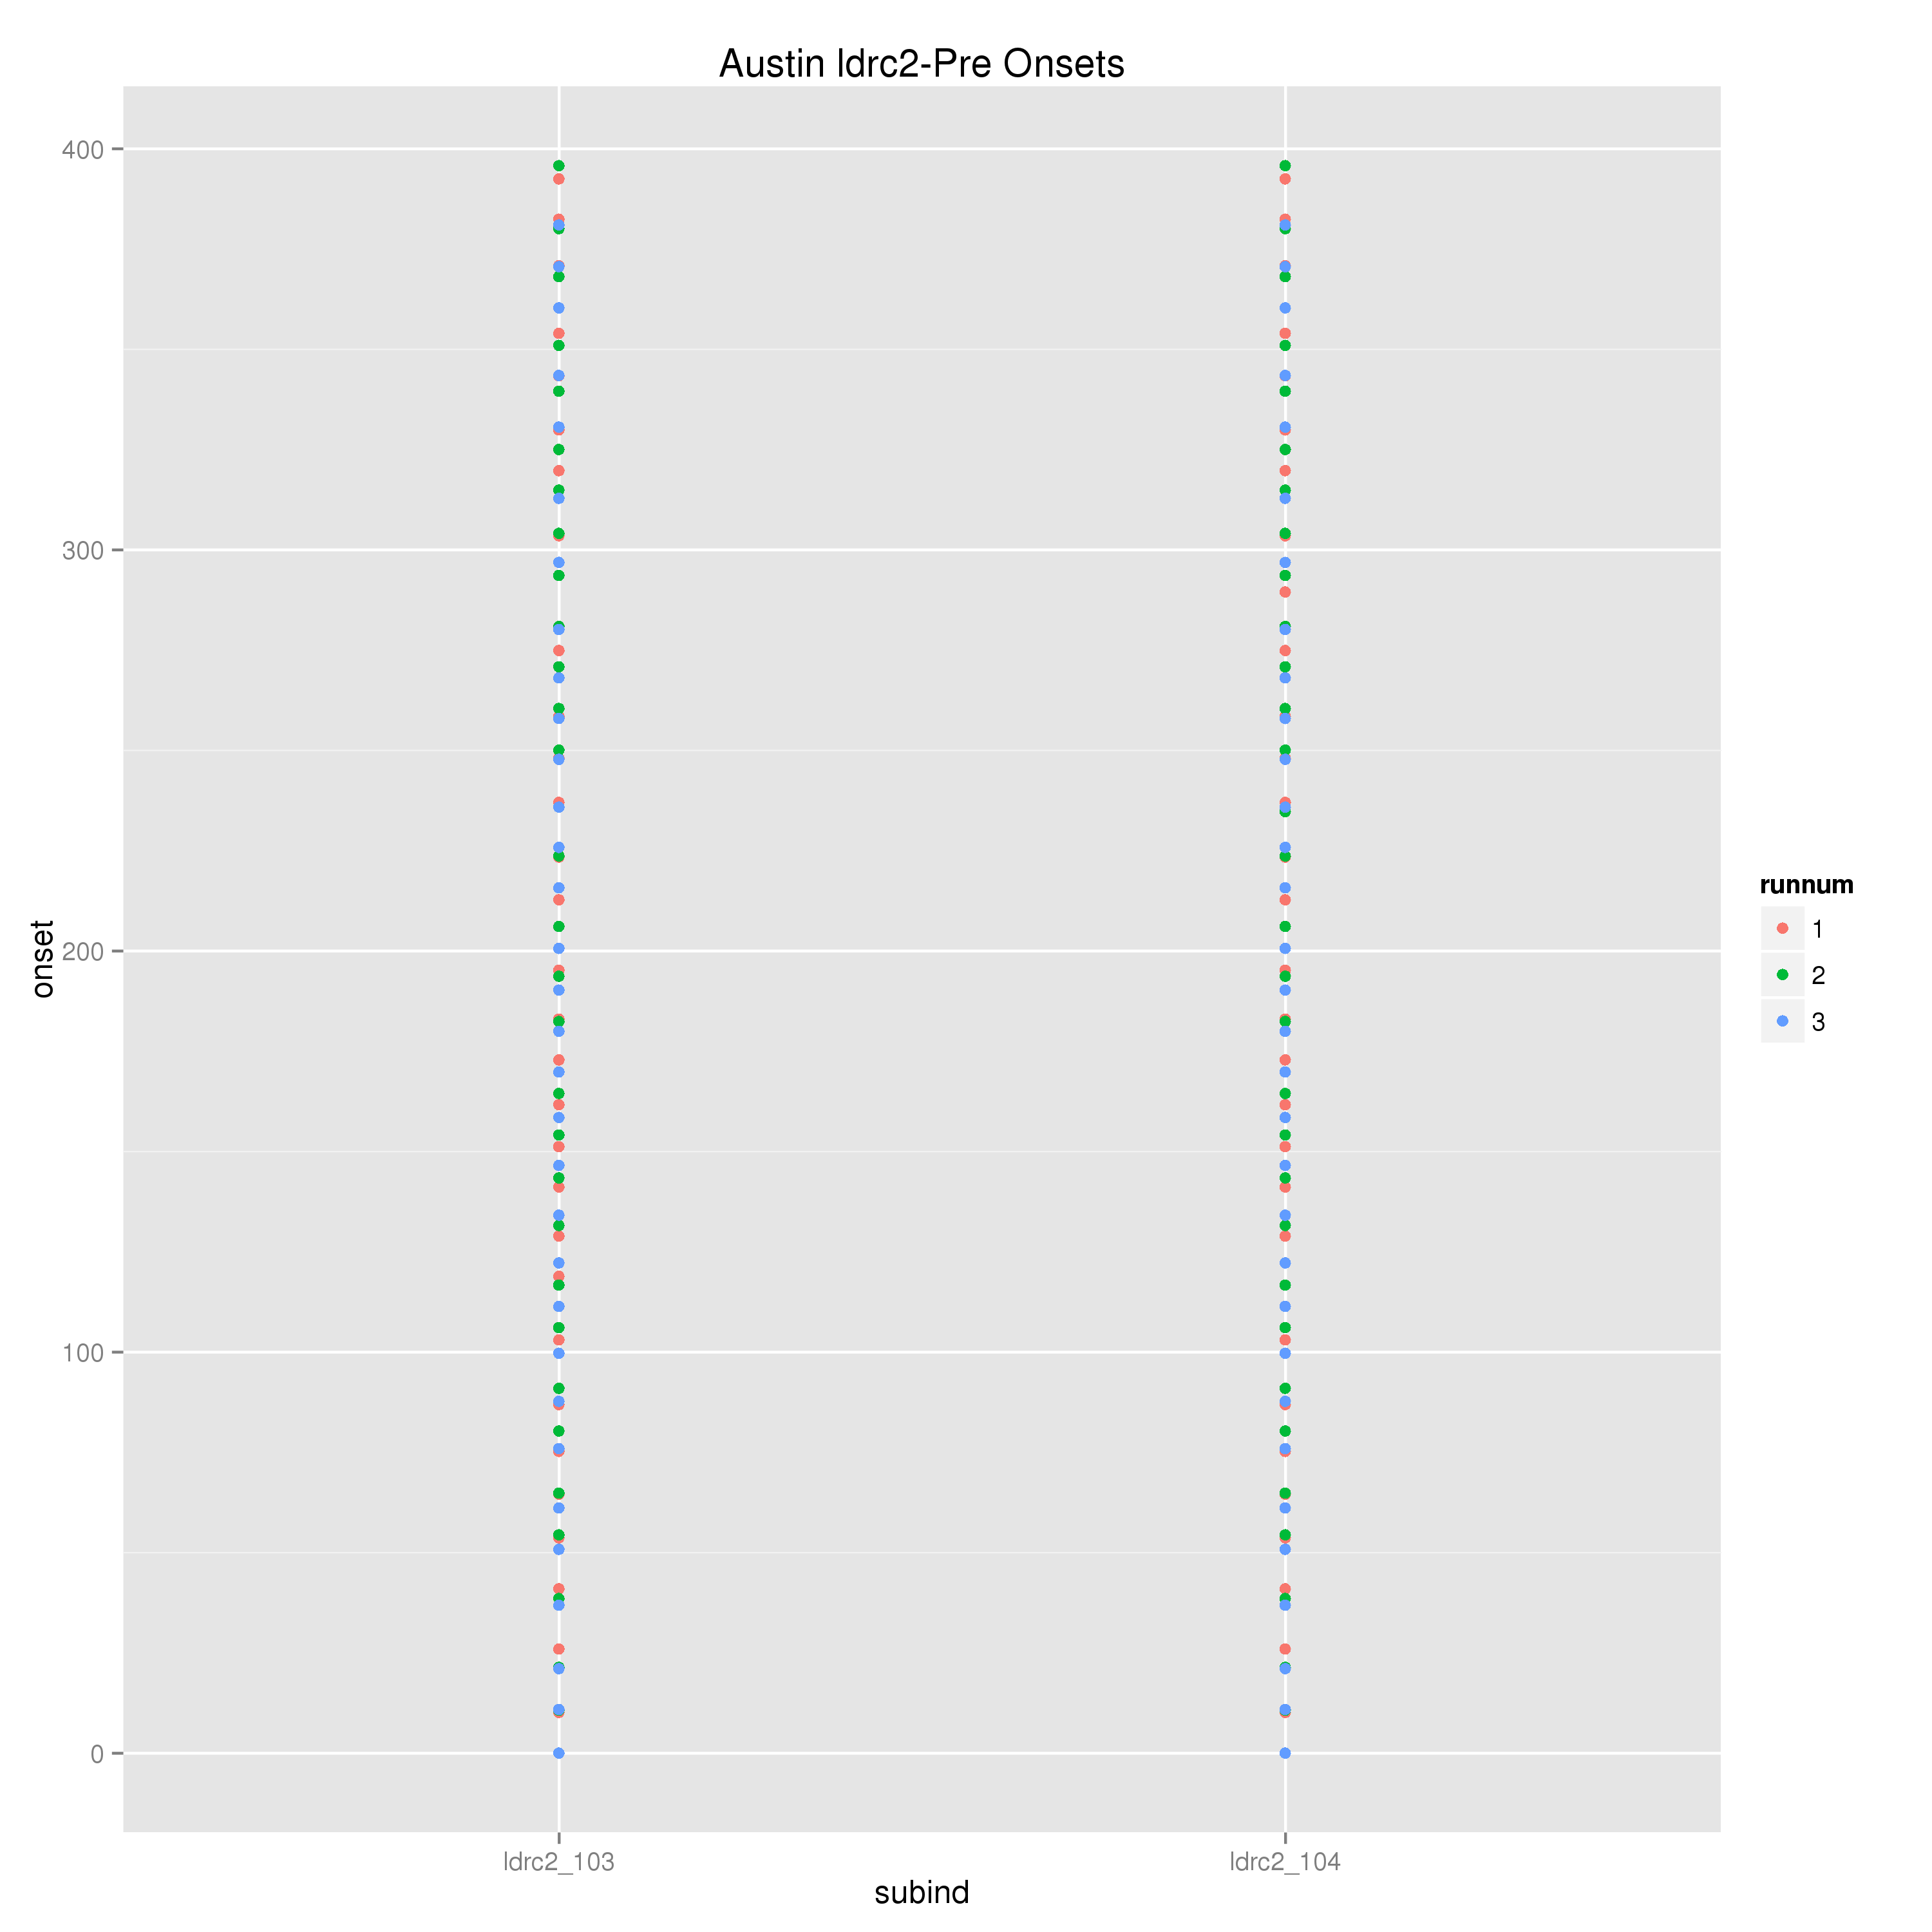 Austin ldrc2-Pre Onsets
400
300
200
100
0
onset
ldrc2_103
ldrc2_104
subind
runnum
1
2
3